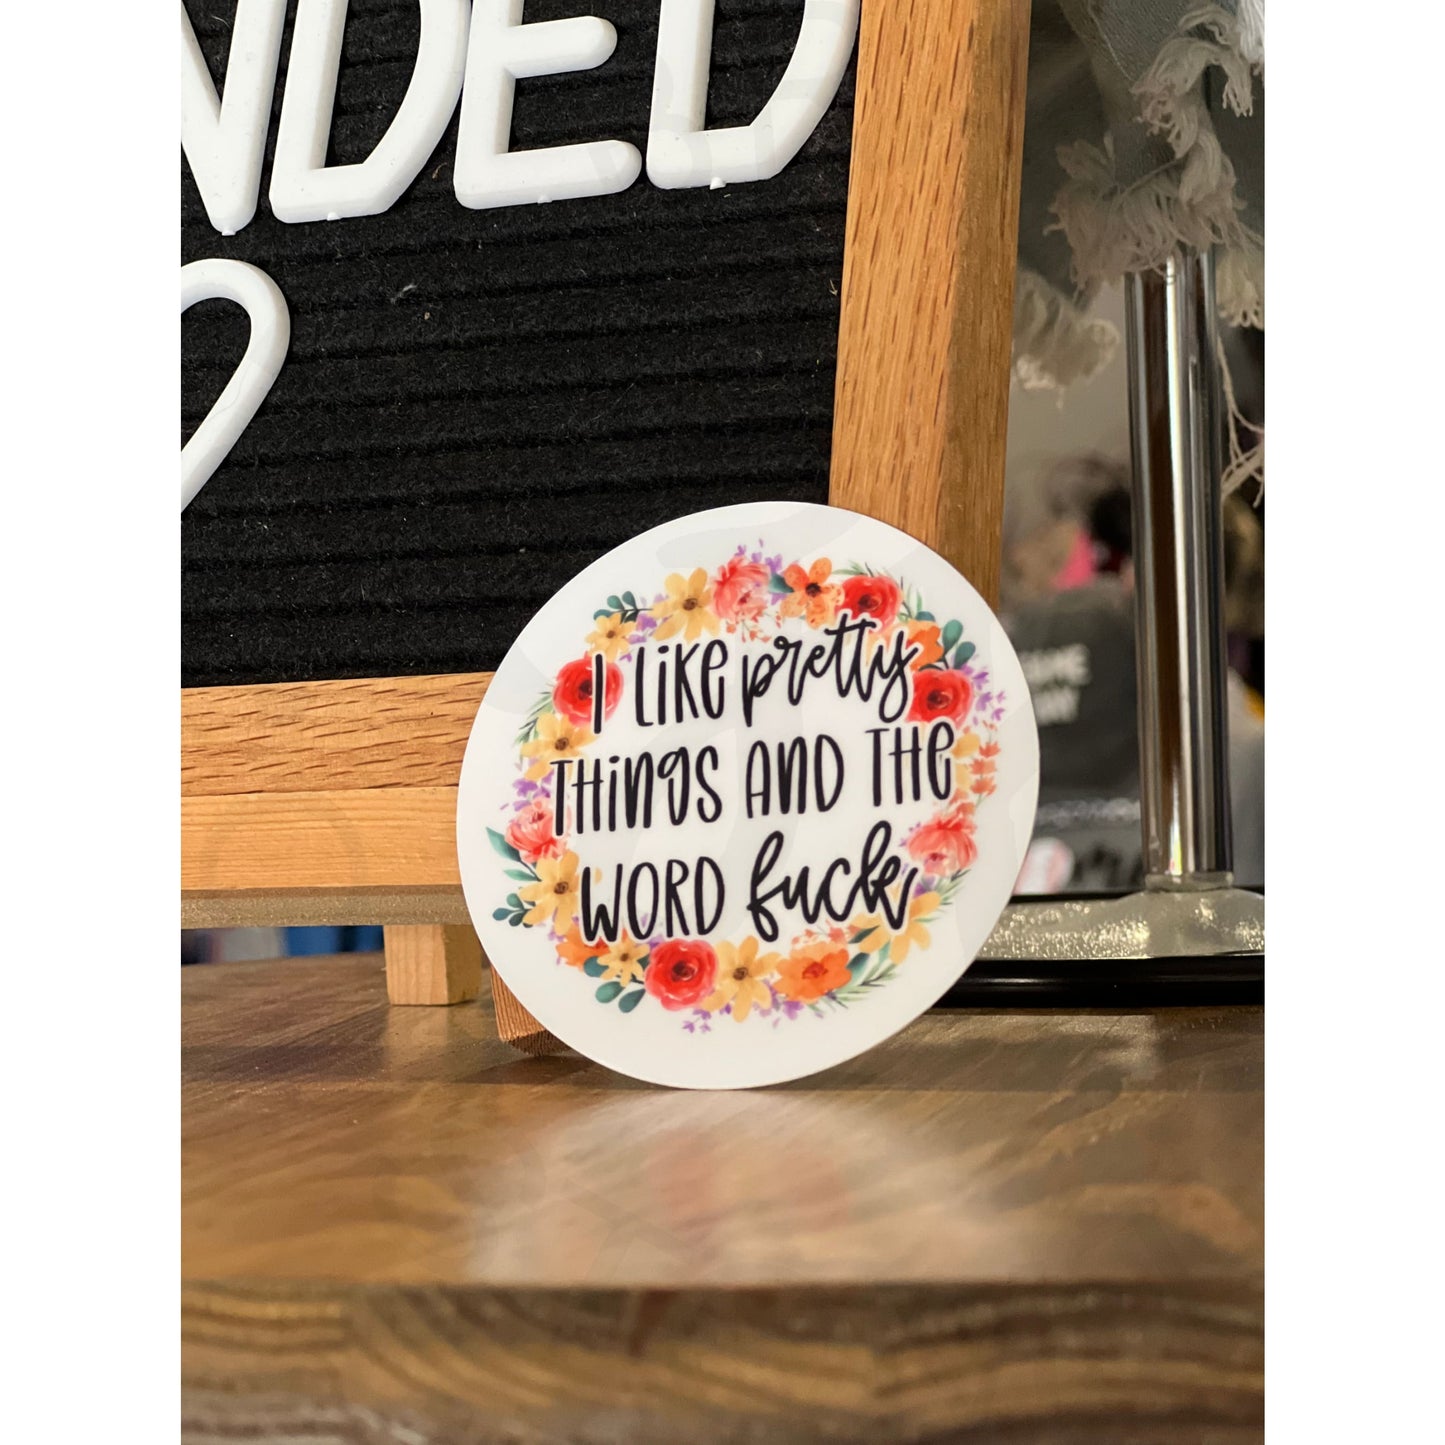 NDED
?
I LIKE pretty
THINGS AND THE
WORD fuck